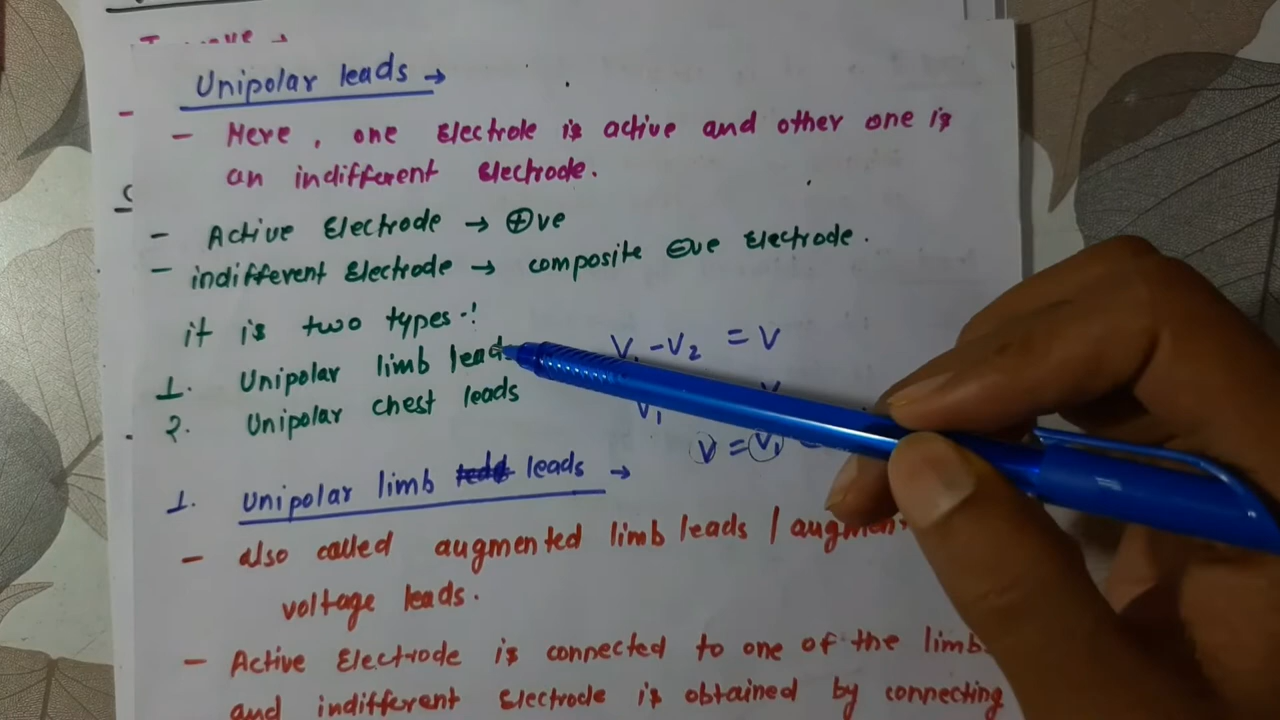 Unipolar leads →
- Here, one Electrole is active and other one is
an indifferent Electrode.
- Active Electrode → ⊕ve
- indifferent Electrode → composite ⊖ve Electrode.
it is two types -:
1. Unipolar limb leads
2. Unipolar chest leads
V₁ - V₂ = V
V₁
V = V₁
1. Unipolar limb leads →
- also called augmented limb leads /
voltage leads.
- Active Electrode is connected to one of the limbs
and indifferent Electrode is obtained by connecting